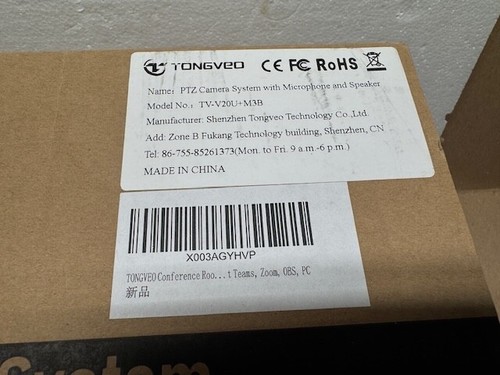 TONGVEO CE FC RoHS
Name: PTZ Camera System with Microphone and Speaker
Model No.: TV-V20U+M3B
Manufacturer: Shenzhen Tongveo Technology Co.,Ltd.
Add: Zone B Fukang Technology building, Shenzhen, CN
Tel: 86-755-85261373(Mon. to Fri. 9 a.m.-6 p.m.)
MADE IN CHINA
X003AGYHVP
TONGVEO Conference Roo...t Teams, Zoom, OBS, PC
新品
System